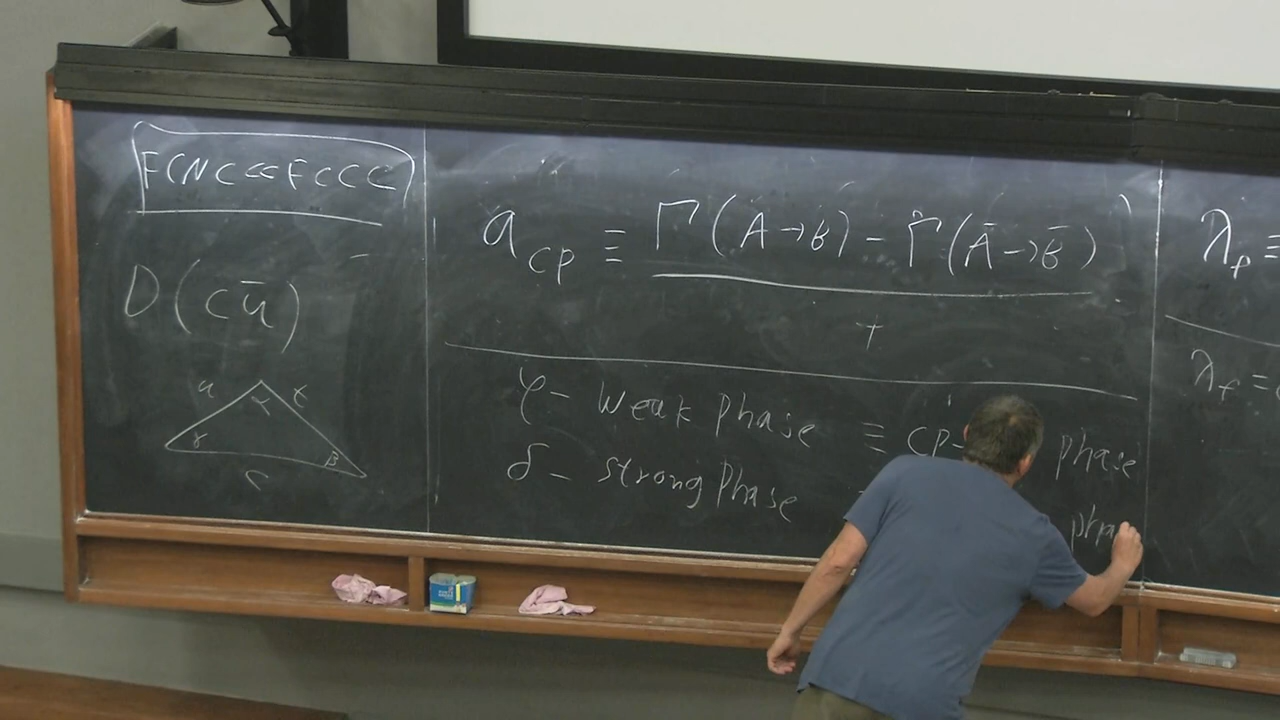 FCNC << FCCC
D(cū)
u t
α
γ β
c
a_CP ≡ Γ(A→B) - Γ(Ā→B̄)
+
φ - Weak phase ≡ CP- phase
δ - strong phase
λ_f ≡
λ_f =